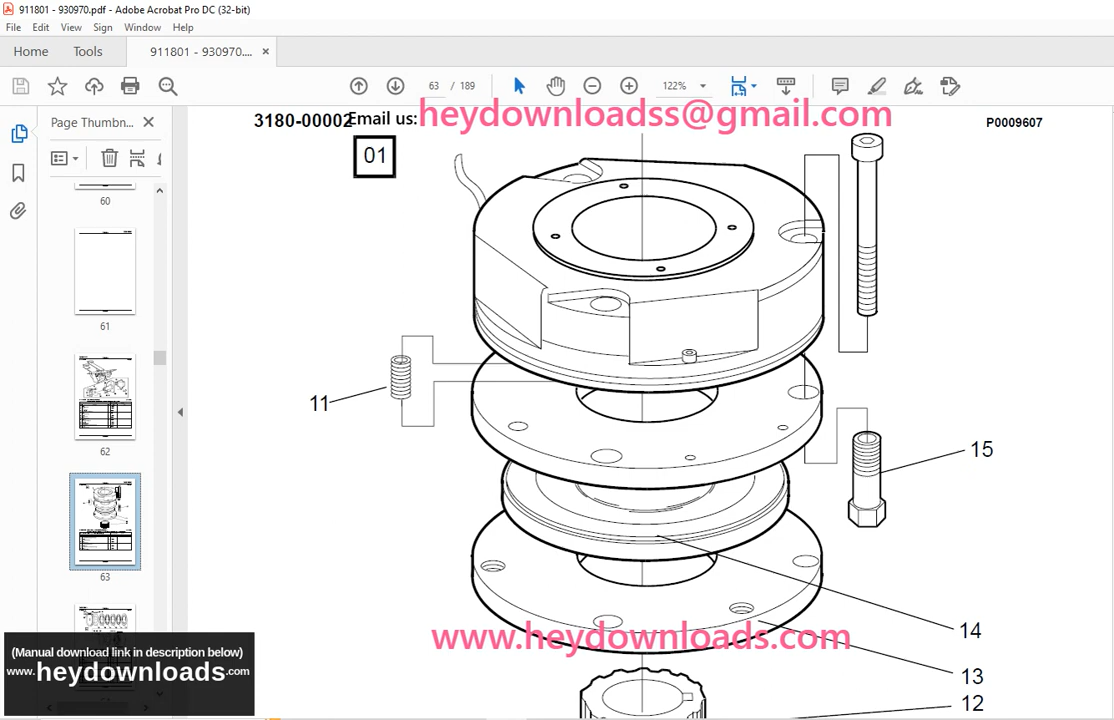 911801 - 930970.pdf - Adobe Acrobat Pro DC (32-bit)
File Edit View Sign Window Help
Home Tools 911801 - 930970.... ×
63 / 189 122%
Page Thumbn... ×
3180-00002 Email us: heydownloadss@gmail.com P0009607
01
60
61
11
15
62
63
14
www.heydownloads.com
13
12
(Manual download link in description below)
www.heydownloads.com